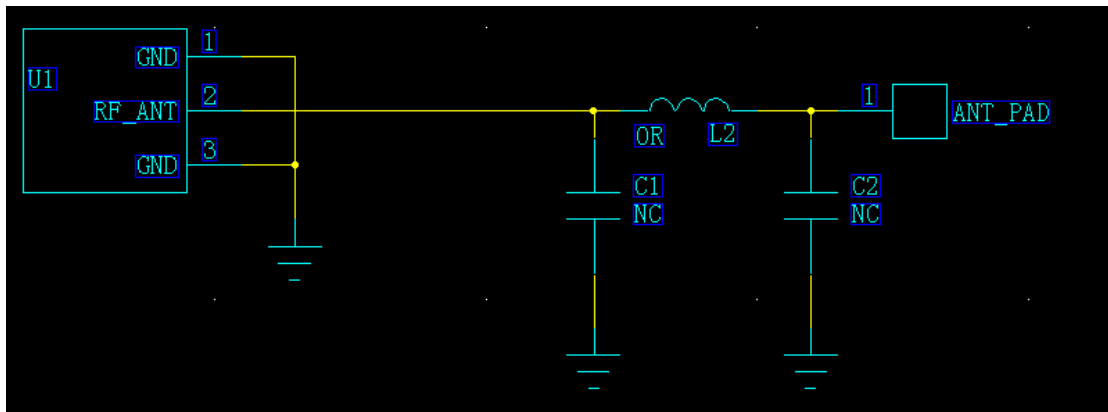 GND 1
U1
RF_ANT 2
GND 3
0R L2
1 ANT_PAD
C1
NC
C2
NC